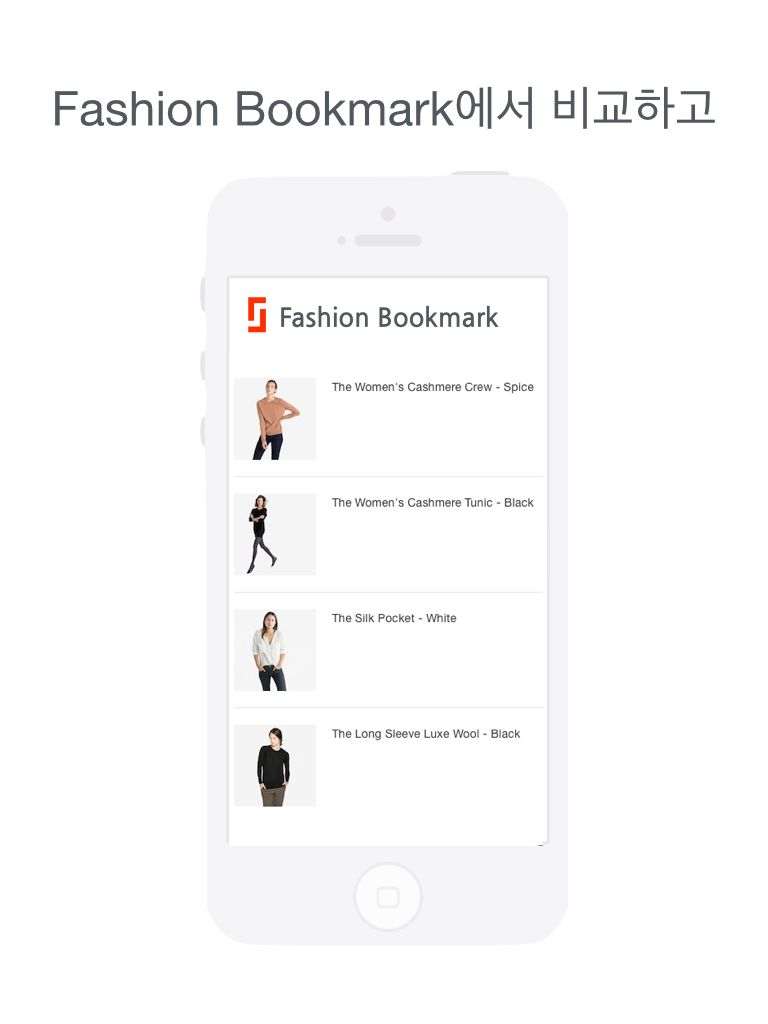 Fashion Bookmark에서 비교하고
Fashion Bookmark
The Women's Cashmere Crew - Spice
The Women's Cashmere Tunic - Black
The Silk Pocket - White
The Long Sleeve Luxe Wool - Black